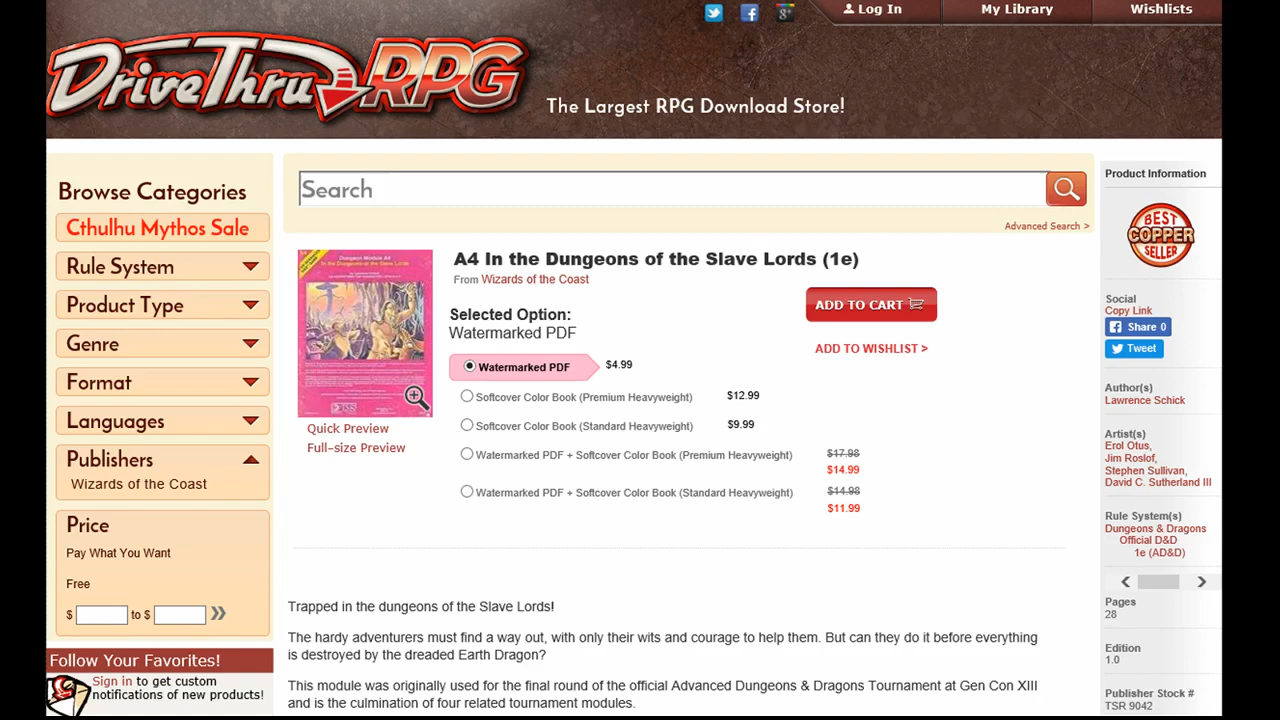 Log In
My Library
Wishlists
DriveThruRPG
The Largest RPG Download Store!
Browse Categories
Cthulhu Mythos Sale
Rule System
Product Type
Genre
Format
Languages
Publishers
Wizards of the Coast
Price
Pay What You Want
Free
$ to $
Follow Your Favorites!
Sign in to get custom
notifications of new products!
Search
Advanced Search >
Dungeon Module A4
In the Dungeons of the Slave Lords
A4 In the Dungeons of the Slave Lords (1e)
From Wizards of the Coast
Selected Option:
Watermarked PDF
ADD TO CART
ADD TO WISHLIST >
Watermarked PDF $4.99
Softcover Color Book (Premium Heavyweight) $12.99
Softcover Color Book (Standard Heavyweight) $9.99
Watermarked PDF + Softcover Color Book (Premium Heavyweight) $17.98
$14.99
Watermarked PDF + Softcover Color Book (Standard Heavyweight) $14.98
$11.99
Quick Preview
Full-size Preview
Trapped in the dungeons of the Slave Lords!
The hardy adventurers must find a way out, with only their wits and courage to help them. But can they do it before everything
is destroyed by the dreaded Earth Dragon?
This module was originally used for the final round of the official Advanced Dungeons & Dragons Tournament at Gen Con XIII
and is the culmination of four related tournament modules.
Product Information
BEST
COPPER
SELLER
Social
Copy Link
Share 0
Tweet
Author(s)
Lawrence Schick
Artist(s)
Erol Otus,
Jim Roslof,
Stephen Sullivan,
David C. Sutherland III
Rule System(s)
Dungeons & Dragons
Official D&D
1e (AD&D)
Pages
28
Edition
1.0
Publisher Stock #
TSR 9042